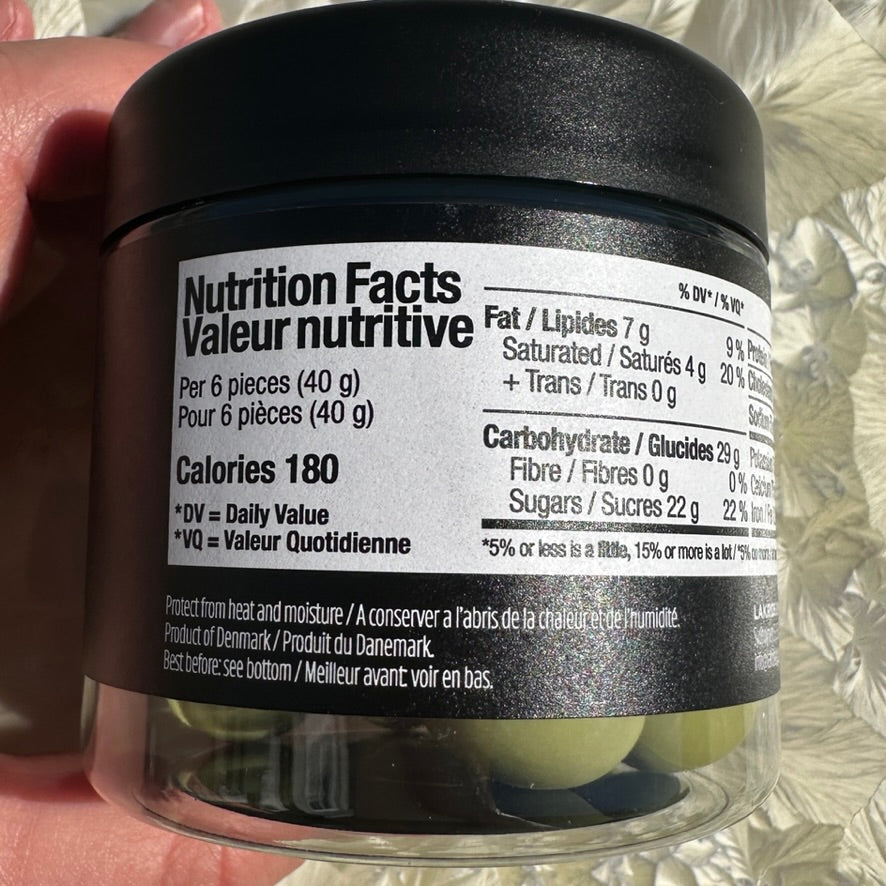 Nutrition Facts
Valeur nutritive
Per 6 pieces (40 g)
Pour 6 pièces (40 g)
Calories 180
*DV = Daily Value
*VQ = Valeur Quotidienne
% DV* / % VQ*
Fat / Lipides 7 g 9 %
Saturated / Saturés 4 g 20 %
+ Trans / Trans 0 g
Carbohydrate / Glucides 29 g
Fibre / Fibres 0 g 0 %
Sugars / Sucres 22 g 22 %
*5% or less is a little, 15% or more is a lot / *5%
Protect from heat and moisture / A conserver a l'abris de la chaleur et de l'humidité.
Product of Denmark / Produit du Danemark.
Best before: see bottom / Meilleur avant: voir en bas.